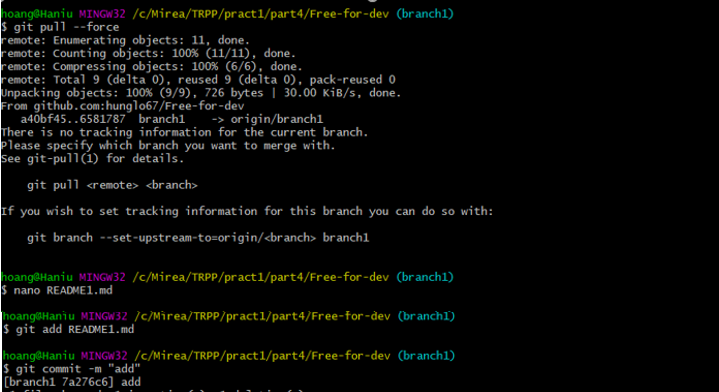 hoang@Haniu MINGW32 /c/Mirea/TRPP/pract1/part4/Free-for-dev (branch1)
$ git pull --force
remote: Enumerating objects: 11, done.
remote: Counting objects: 100% (11/11), done.
remote: Compressing objects: 100% (6/6), done.
remote: Total 9 (delta 0), reused 9 (delta 0), pack-reused 0
Unpacking objects: 100% (9/9), 726 bytes | 30.00 KiB/s, done.
From github.com:hunglo67/Free-for-dev
   a40bf45..6581787  branch1    -> origin/branch1
There is no tracking information for the current branch.
Please specify which branch you want to merge with.
See git-pull(1) for details.

    git pull <remote> <branch>

If you wish to set tracking information for this branch you can do so with:

    git branch --set-upstream-to=origin/<branch> branch1

hoang@Haniu MINGW32 /c/Mirea/TRPP/pract1/part4/Free-for-dev (branch1)
$ nano README1.md

hoang@Haniu MINGW32 /c/Mirea/TRPP/pract1/part4/Free-for-dev (branch1)
$ git add README1.md

hoang@Haniu MINGW32 /c/Mirea/TRPP/pract1/part4/Free-for-dev (branch1)
$ git commit -m "add"
[branch1 7a276c6] add